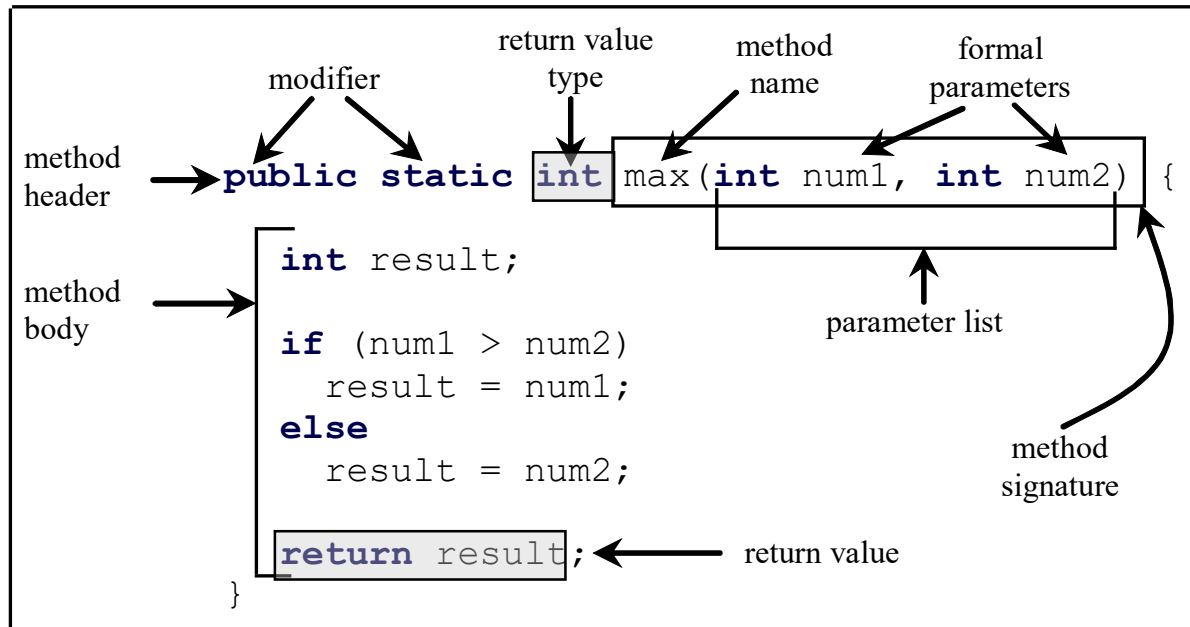 return value
type
method
name
formal
parameters
modifier
method
header
public static int max(int num1, int num2) {
int result;
method
body
parameter list
if (num1 > num2)
result = num1;
else
result = num2;
method
signature
return result;
return value
}